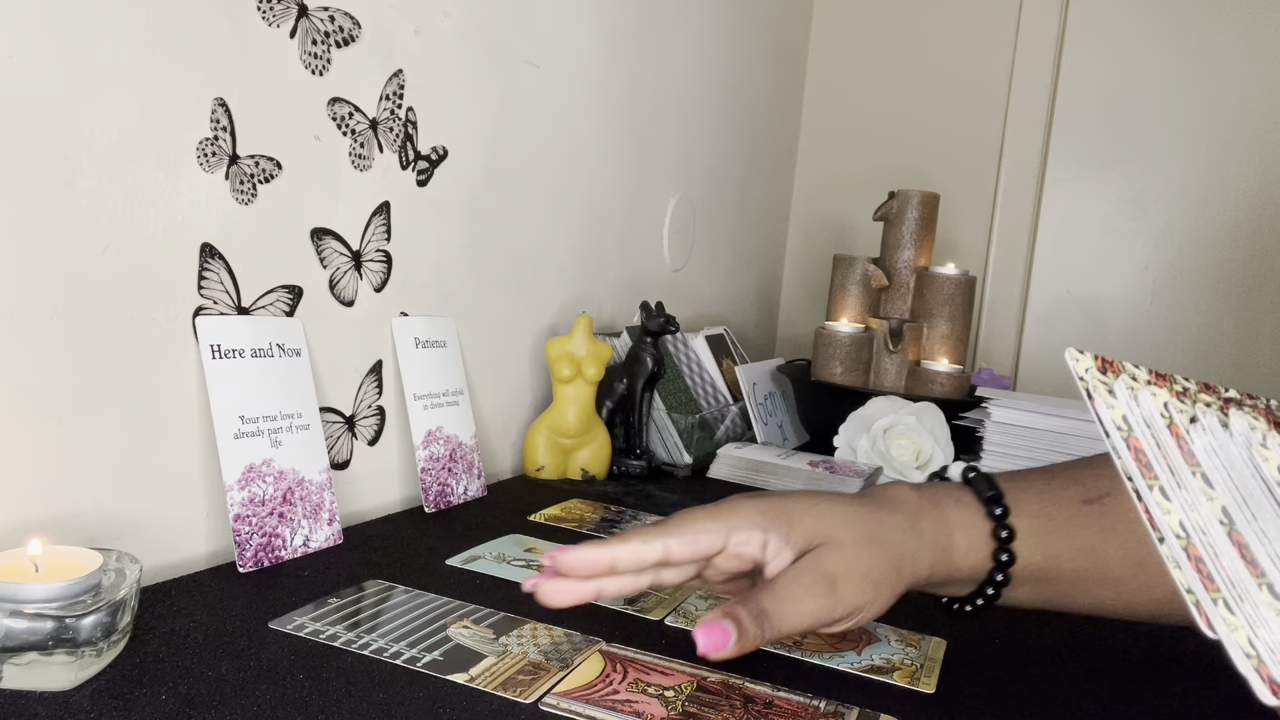 Here and Now
Your true love is
already part of your
life.
Patience
Everything will unfold
in divine timing.
Gemini